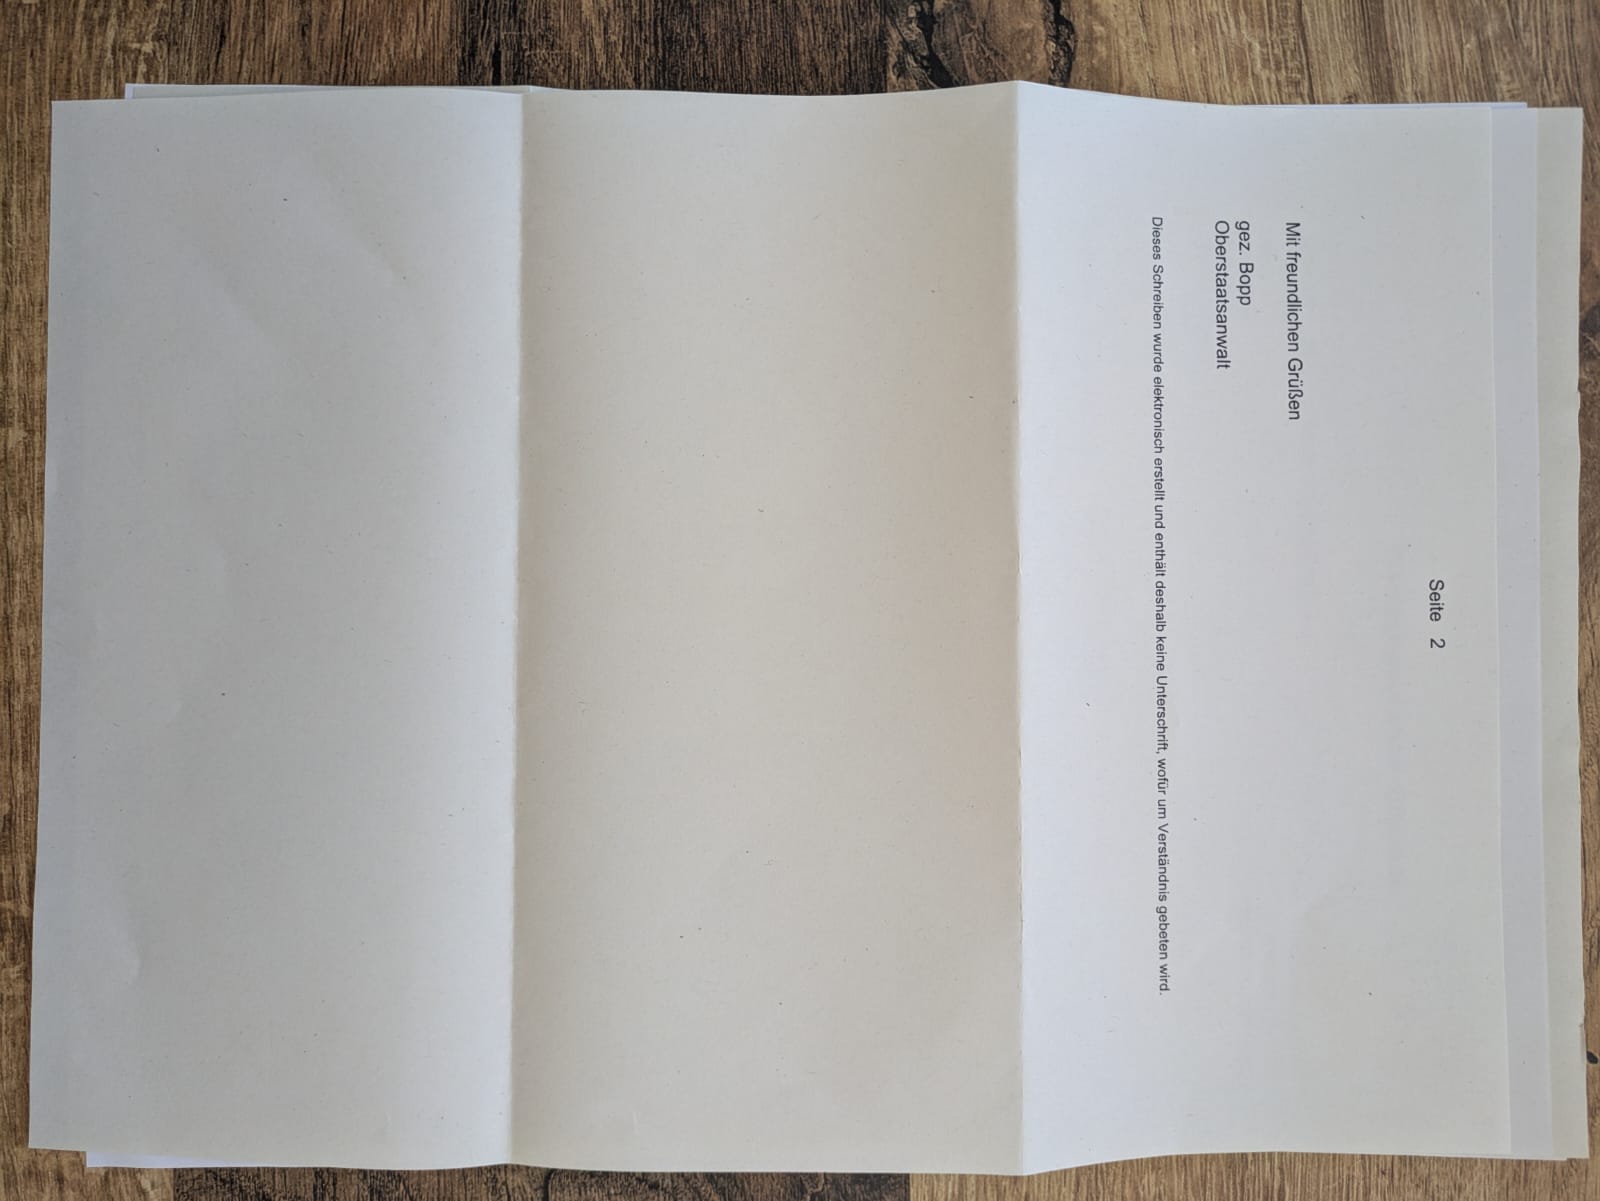 Seite 2
Mit freundlichen Grüßen
gez. Bopp
Oberstaatsanwalt
Dieses Schreiben wurde elektronisch erstellt und enthält deshalb keine Unterschrift, wofür um Verständnis gebeten wird.